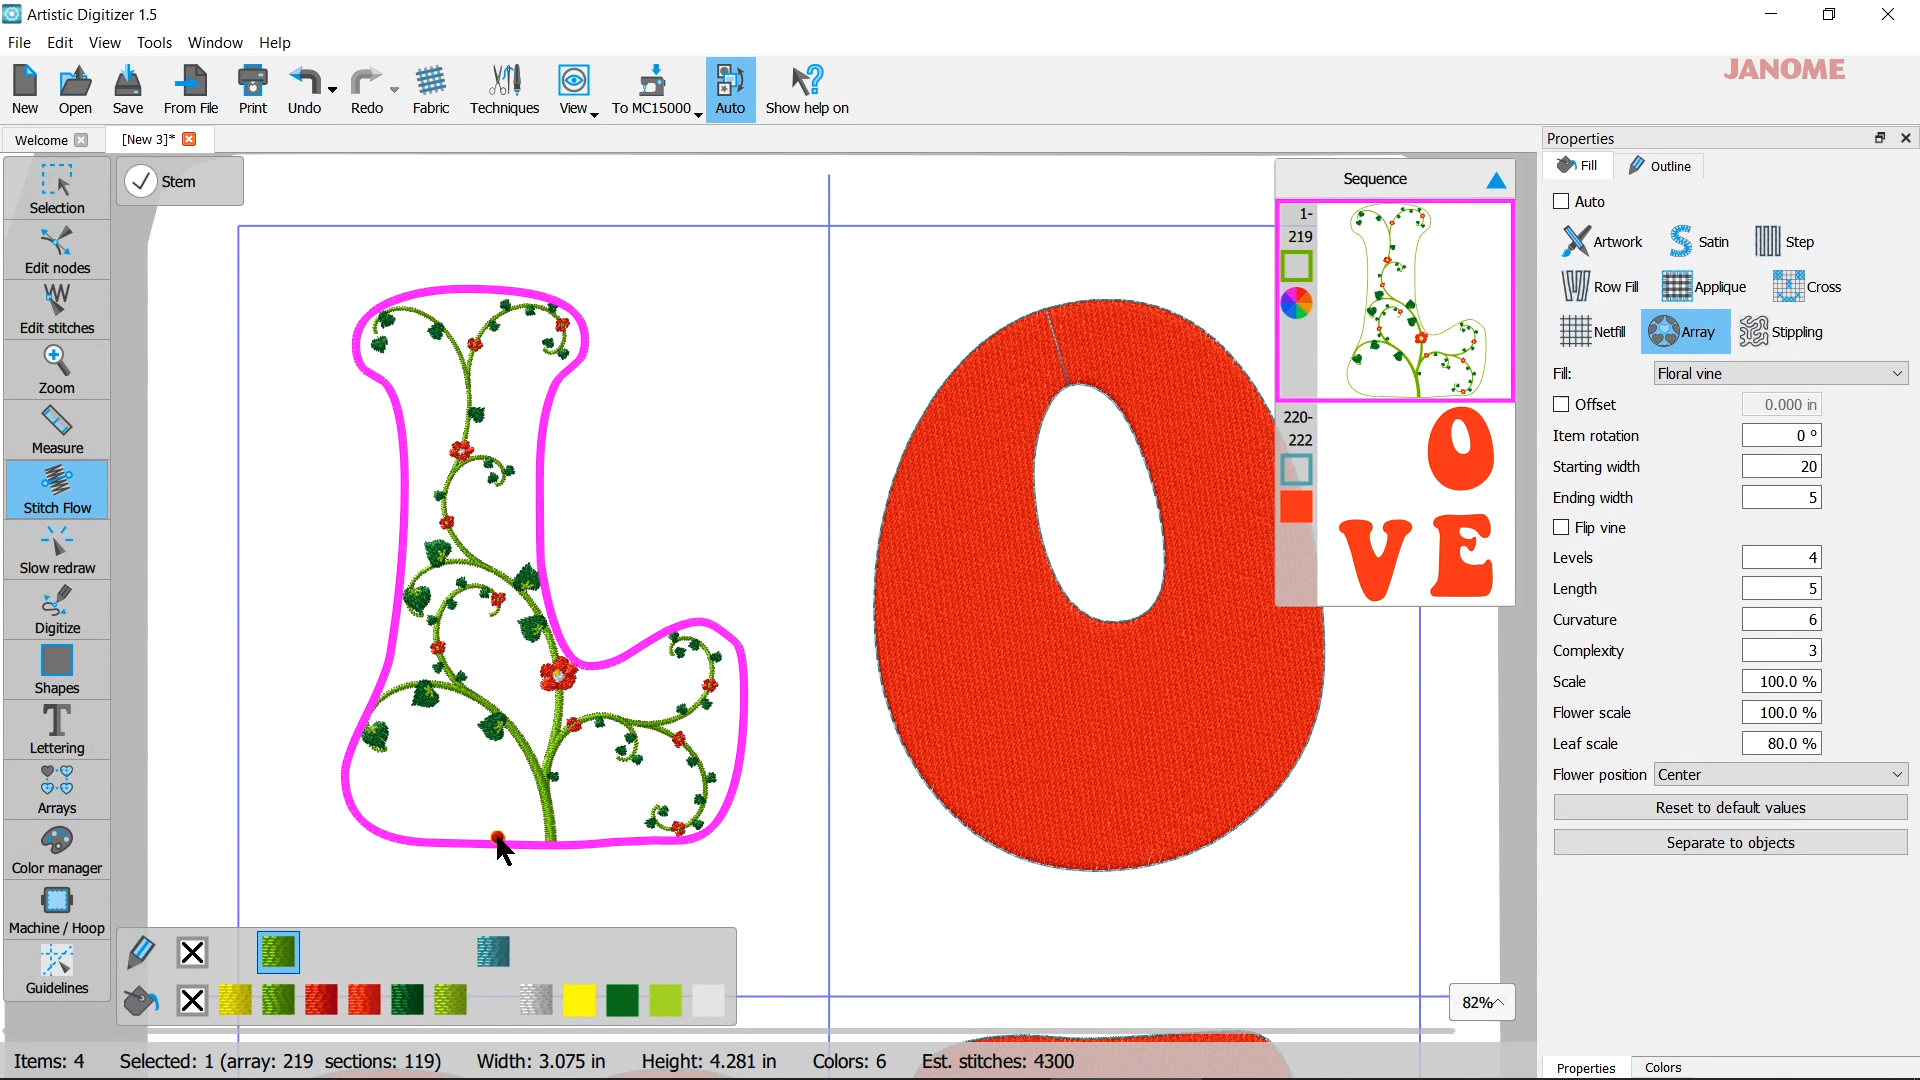 Artistic Digitizer 1.5
File Edit View Tools Window Help
JANOME
New Open Save From File Print Undo Redo Fabric Techniques View To MC15000 Auto Show help on
Welcome [New 3]*
Properties
Fill Outline
Auto
Artwork Satin Step
Row Fill Applique Cross
Netfill Array Stippling
Fill: Floral vine
Offset 0.000 in
Item rotation 0 °
Starting width 20
Ending width 5
Flip vine
Levels 4
Length 5
Curvature 6
Complexity 3
Scale 100.0 %
Flower scale 100.0 %
Leaf scale 80.0 %
Flower position Center
Reset to default values
Separate to objects
Properties Colors
Selection
Edit nodes
Edit stitches
Zoom
Measure
Stitch Flow
Slow redraw
Digitize
Shapes
Lettering
Arrays
Color manager
Machine / Hoop
Guidelines
Stem
Sequence
1-
219
220-
222
O
V E
L O
82%
Items: 4 Selected: 1 (array: 219 sections: 119) Width: 3.075 in Height: 4.281 in Colors: 6 Est. stitches: 4300